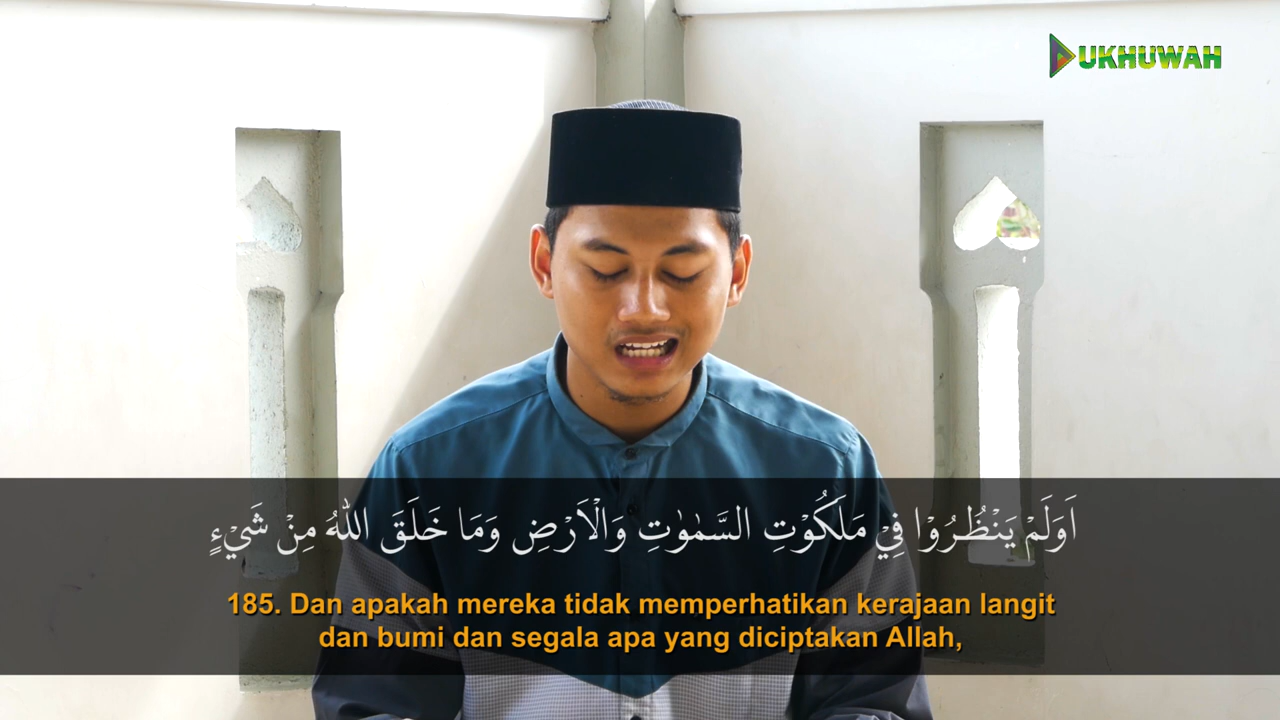 UKHUWAH
اَوَلَمْ يَنْظُرُوْا فِيْ مَلَكُوْتِ السَّمٰوٰتِ وَالْاَرْضِ وَمَا خَلَقَ اللّٰهُ مِنْ شَيْءٍ
185. Dan apakah mereka tidak memperhatikan kerajaan langit
dan bumi dan segala apa yang diciptakan Allah,